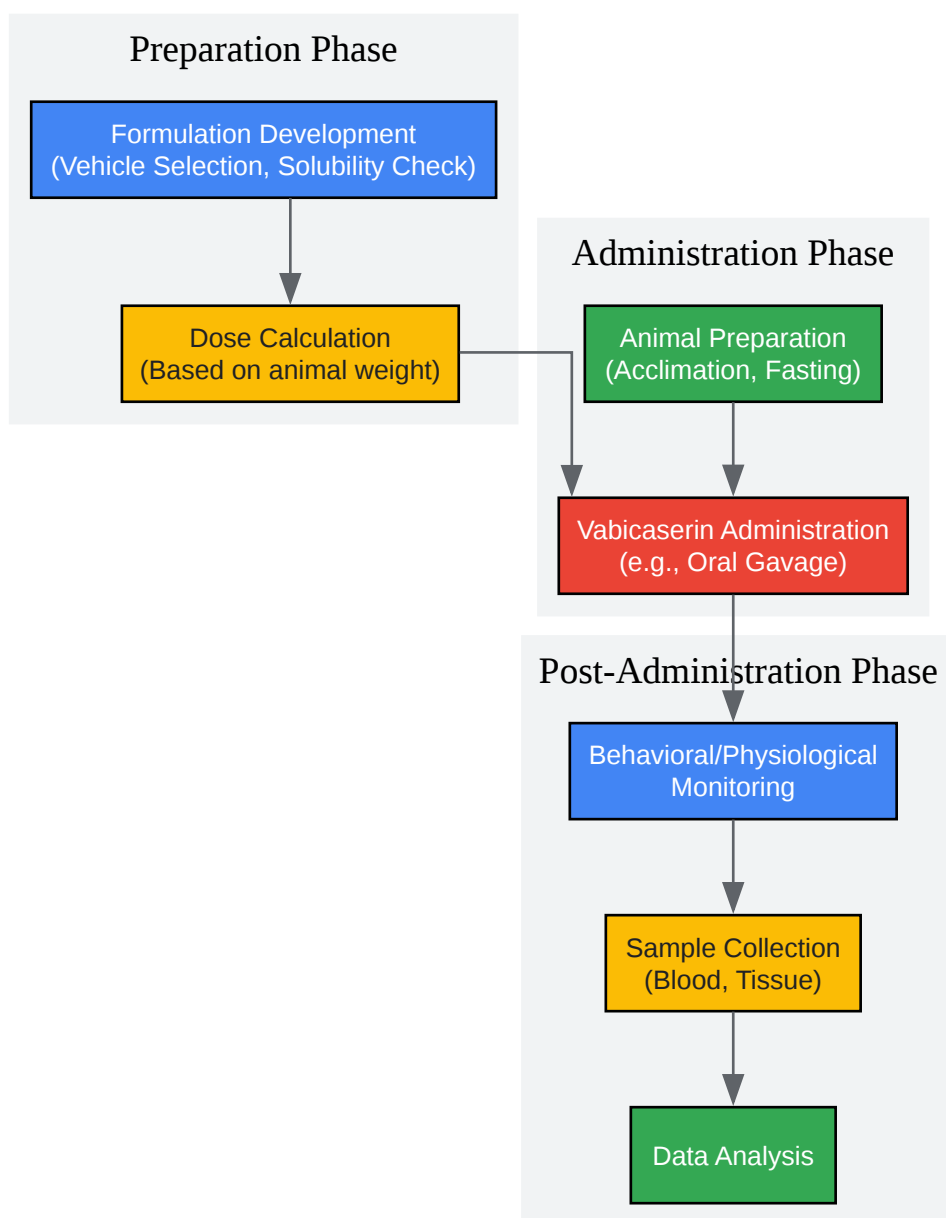 Preparation Phase
Formulation Development
(Vehicle Selection, Solubility Check)
Dose Calculation
(Based on animal weight)
Administration Phase
Animal Preparation
(Acclimation, Fasting)
Vabicaserin Administration
(e.g., Oral Gavage)
Post-Administration Phase
Behavioral/Physiological
Monitoring
Sample Collection
(Blood, Tissue)
Data Analysis